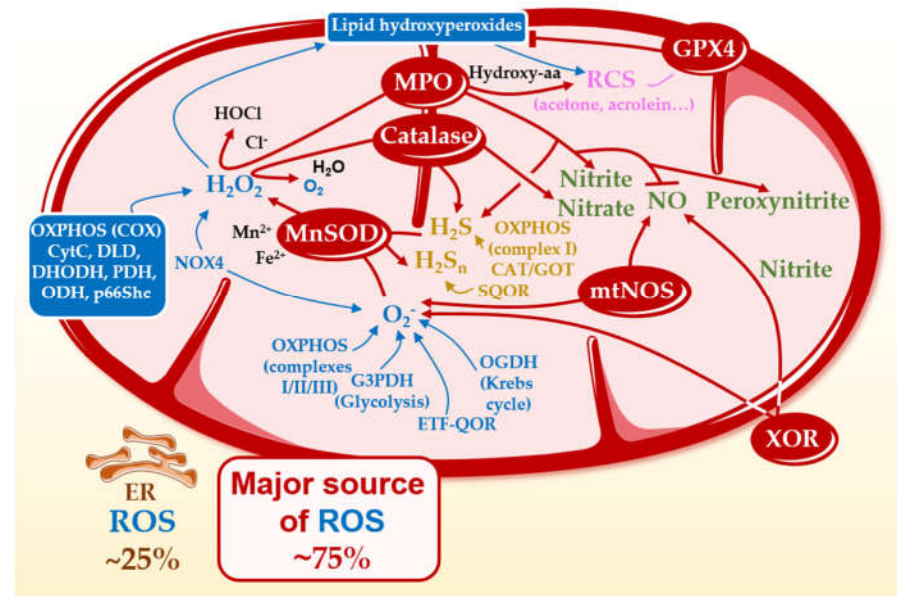 Lipid hydroxyperoxides
GPX4
MPO
Hydroxy-aa
RCS
(acetone, acrolein…)
HOCl
Cl⁻
Catalase
H₂O
O₂
H₂O₂
Nitrite
Nitrate
NO
Peroxynitrite
OXPHOS (COX)
CytC, DLD,
DHODH, PDH,
ODH, p66Shc
Mn²⁺
Fe²⁺
MnSOD
NOX4
H₂S
H₂Sₙ
OXPHOS
(complex I)
CAT/GOT
SQOR
mtNOS
Nitrite
O₂⁻
OXPHOS
(complexes
I/II/III)
G3PDH
(Glycolysis)
ETF-QOR
OGDH
(Krebs
cycle)
XOR
ER
ROS
~25%
Major source
of ROS
~75%